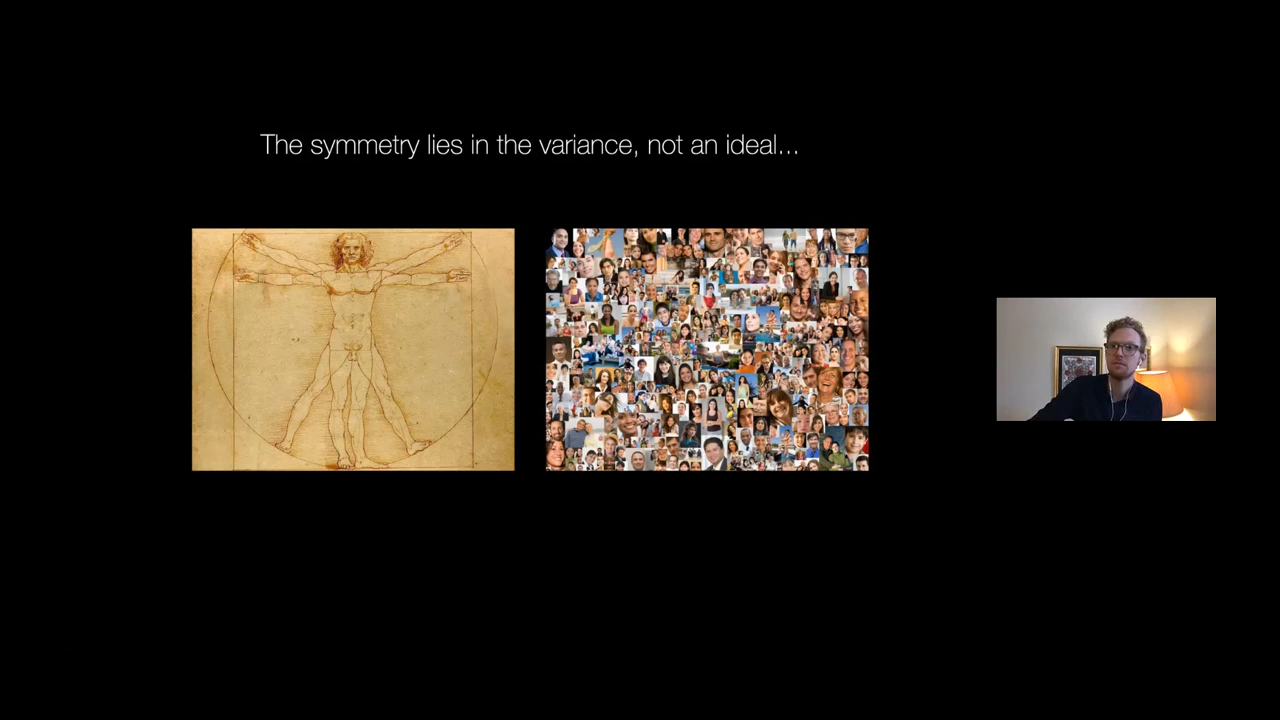 The symmetry lies in the variance, not an ideal...